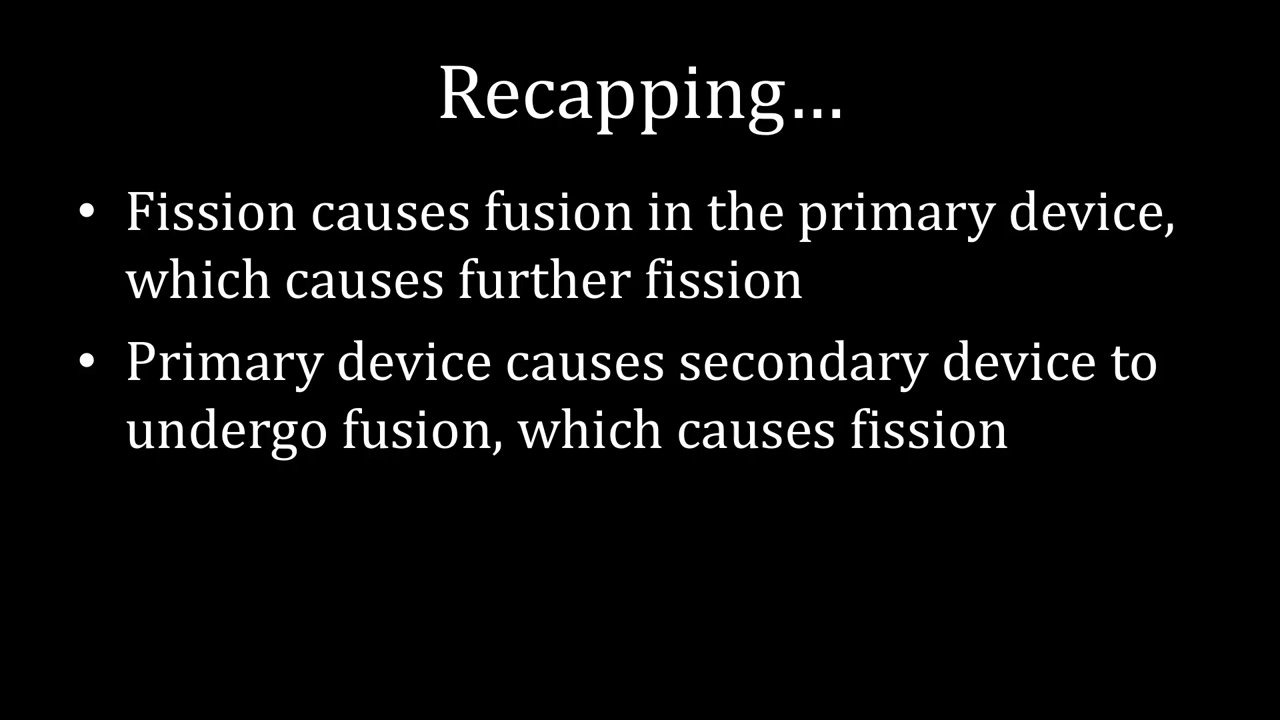 Recapping…
• Fission causes fusion in the primary device,
which causes further fission
• Primary device causes secondary device to
undergo fusion, which causes fission